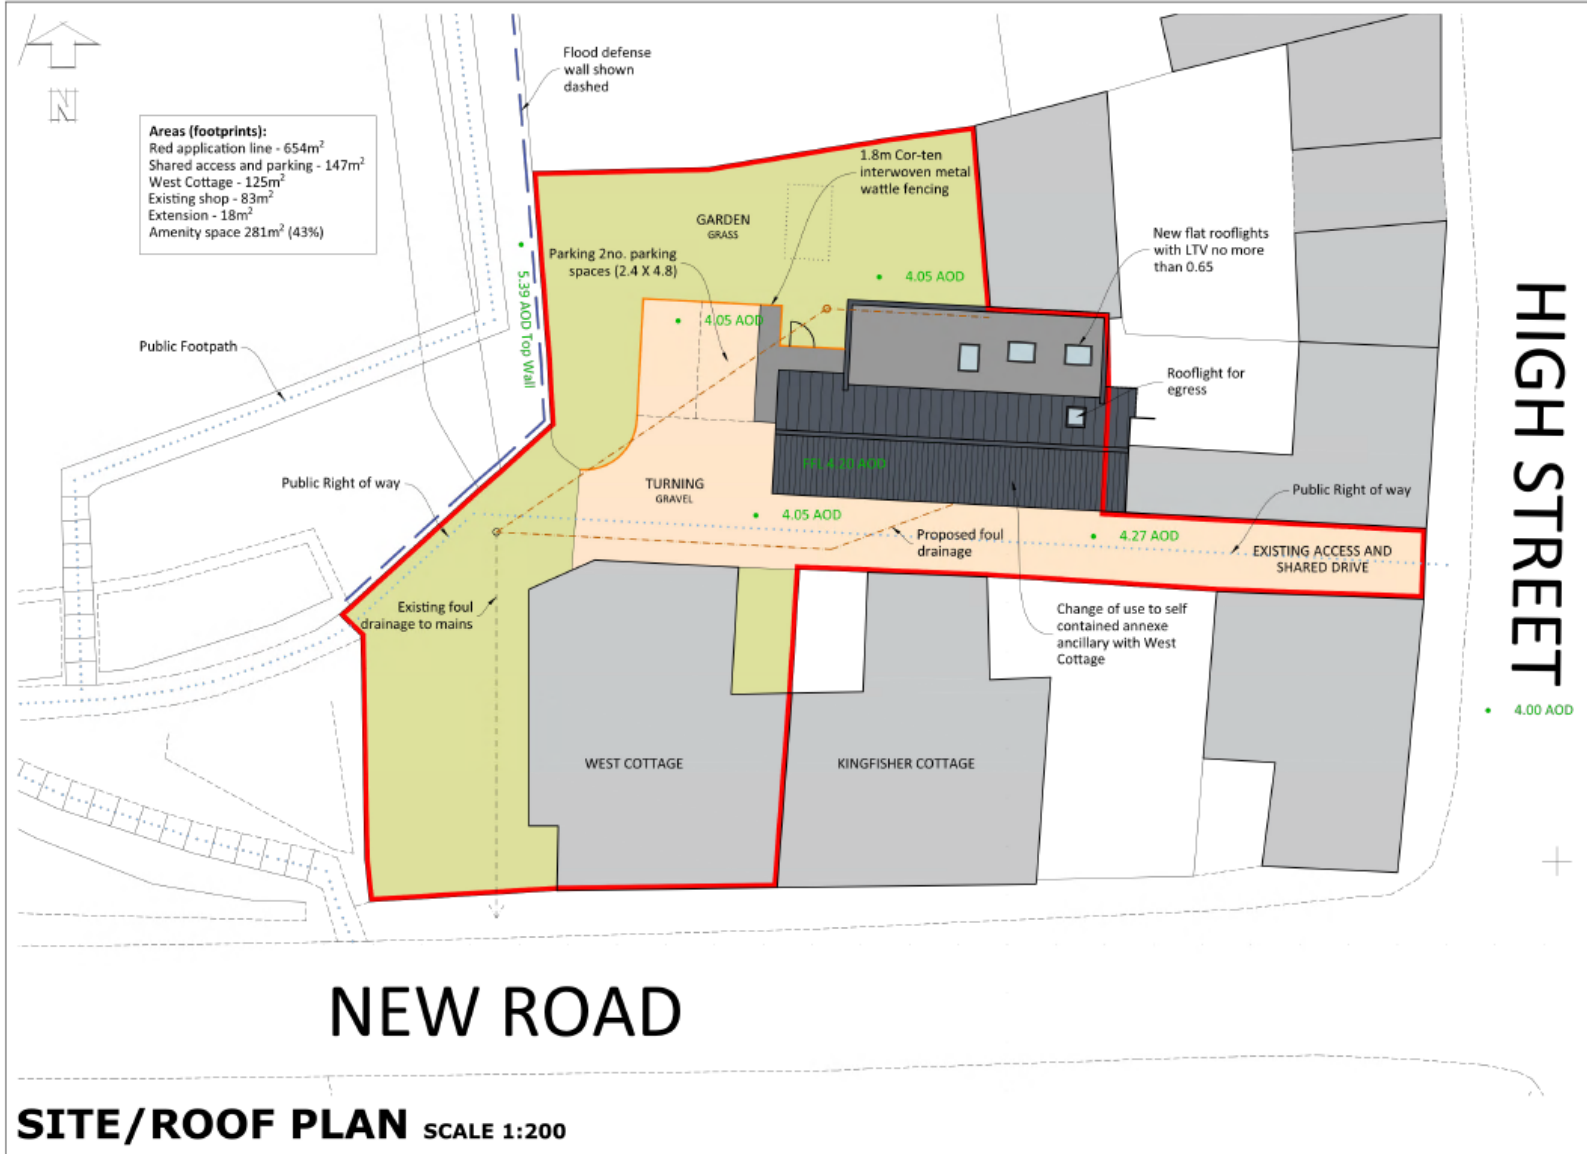 N
Flood defense
wall shown
dashed
Areas (footprints):
Red application line - 654m²
Shared access and parking - 147m²
West Cottage - 125m²
Existing shop - 83m²
Extension - 18m²
Amenity space 281m² (43%)
1.8m Cor-ten
interwoven metal
wattle fencing
GARDEN
GRASS
Parking 2no. parking
spaces (2.4 X 4.8)
New flat rooflights
with LTV no more
than 0.65
4.05 AOD
5.39 AOD Top Wall
4.05 AOD
Public Footpath
Rooflight for
egress
HIGH STREET
FFL 4.20 AOD
TURNING
GRAVEL
Public Right of way
Public Right of way
4.05 AOD
Proposed foul
drainage
4.27 AOD
EXISTING ACCESS AND
SHARED DRIVE
Existing foul
drainage to mains
Change of use to self
contained annexe
ancillary with West
Cottage
4.00 AOD
WEST COTTAGE
KINGFISHER COTTAGE
NEW ROAD
SITE/ROOF PLAN SCALE 1:200